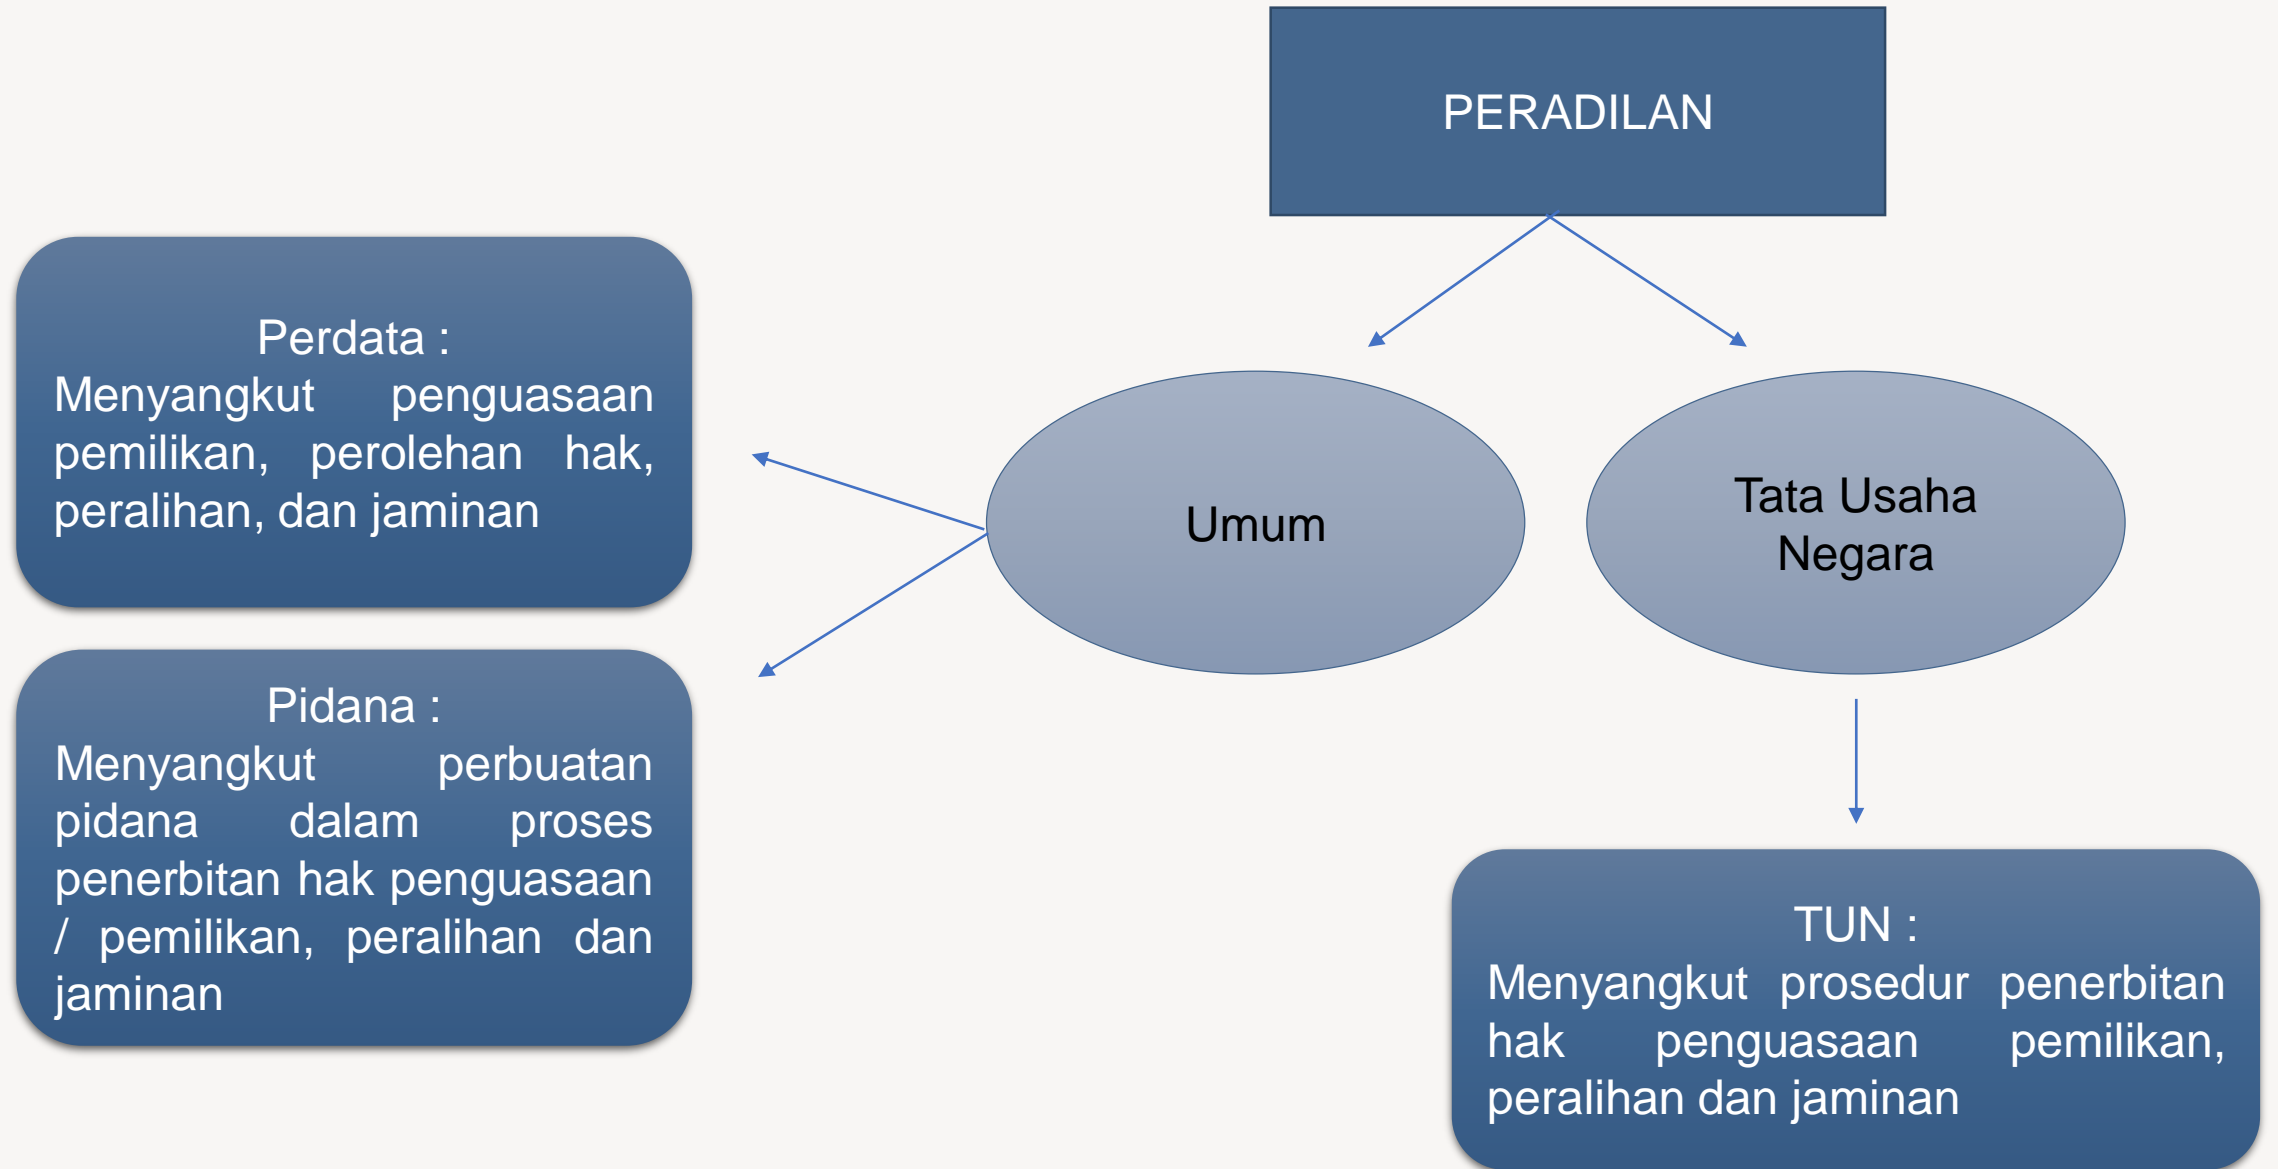 PERADILAN
Perdata :
Menyangkut penguasaan
pemilikan, perolehan hak,
peralihan, dan jaminan
Umum
Tata Usaha
Negara
Pidana :
Menyangkut perbuatan
pidana dalam proses
penerbitan hak penguasaan
/ pemilikan, peralihan dan
jaminan
TUN :
Menyangkut prosedur penerbitan
hak penguasaan pemilikan,
peralihan dan jaminan